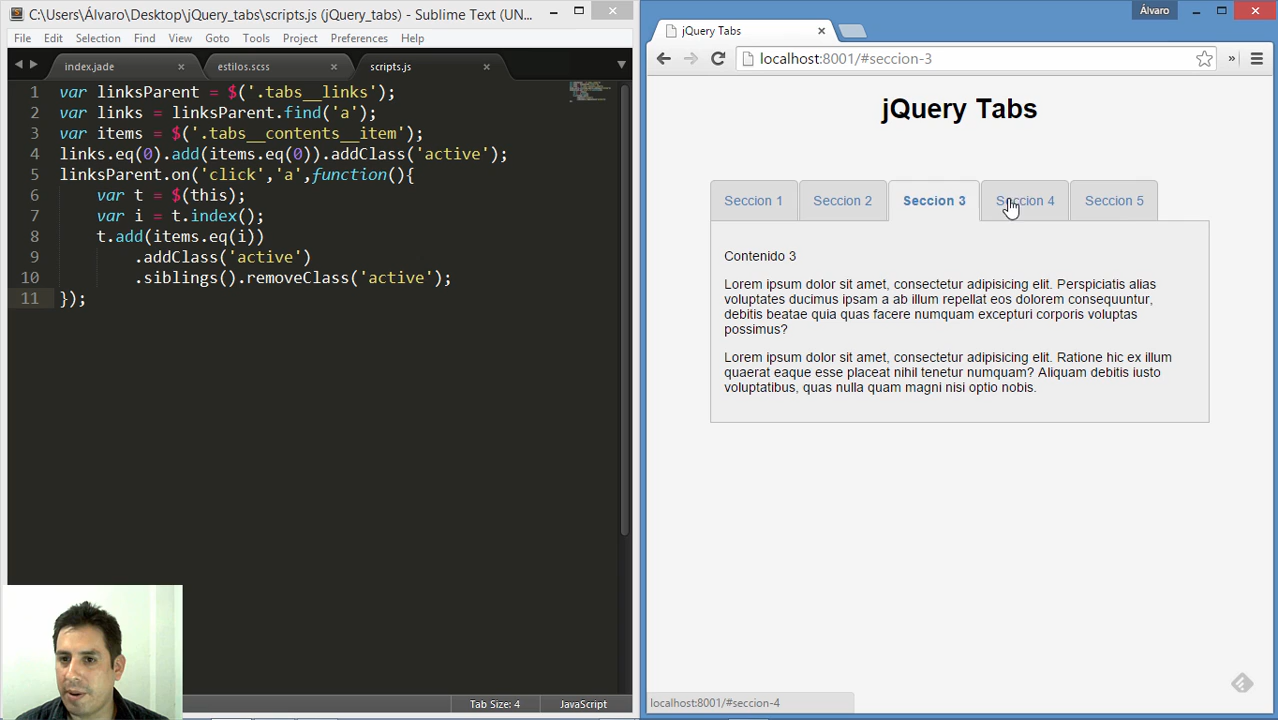 C:\Users\Álvaro\Desktop\jQuery_tabs\scripts.js (jQuery_tabs) - Sublime Text (UN...
File Edit Selection Find View Goto Tools Project Preferences Help
index.jade × estilos.scss × scripts.js ×
1 var linksParent = $('.tabs__links');
2 var links = linksParent.find('a');
3 var items = $('.tabs__contents__item');
4 links.eq(0).add(items.eq(0)).addClass('active');
5 linksParent.on('click','a',function(){
6     var t = $(this);
7     var i = t.index();
8     t.add(items.eq(i))
9         .addClass('active')
10         .siblings().removeClass('active');
11 });
Tab Size: 4 JavaScript
Álvaro
jQuery Tabs ×
localhost:8001/#seccion-3 »
jQuery Tabs
Seccion 1 Seccion 2 Seccion 3 Seccion 4 Seccion 5
Contenido 3
Lorem ipsum dolor sit amet, consectetur adipisicing elit. Perspiciatis alias
voluptates ducimus ipsam a ab illum repellat eos dolorem consequuntur,
debitis beatae quia quas facere numquam excepturi corporis voluptas
possimus?
Lorem ipsum dolor sit amet, consectetur adipisicing elit. Ratione hic ex illum
quaerat eaque esse placeat nihil tenetur numquam? Aliquam debitis iusto
voluptatibus, quas nulla quam magni nisi optio nobis.
localhost:8001/#seccion-4